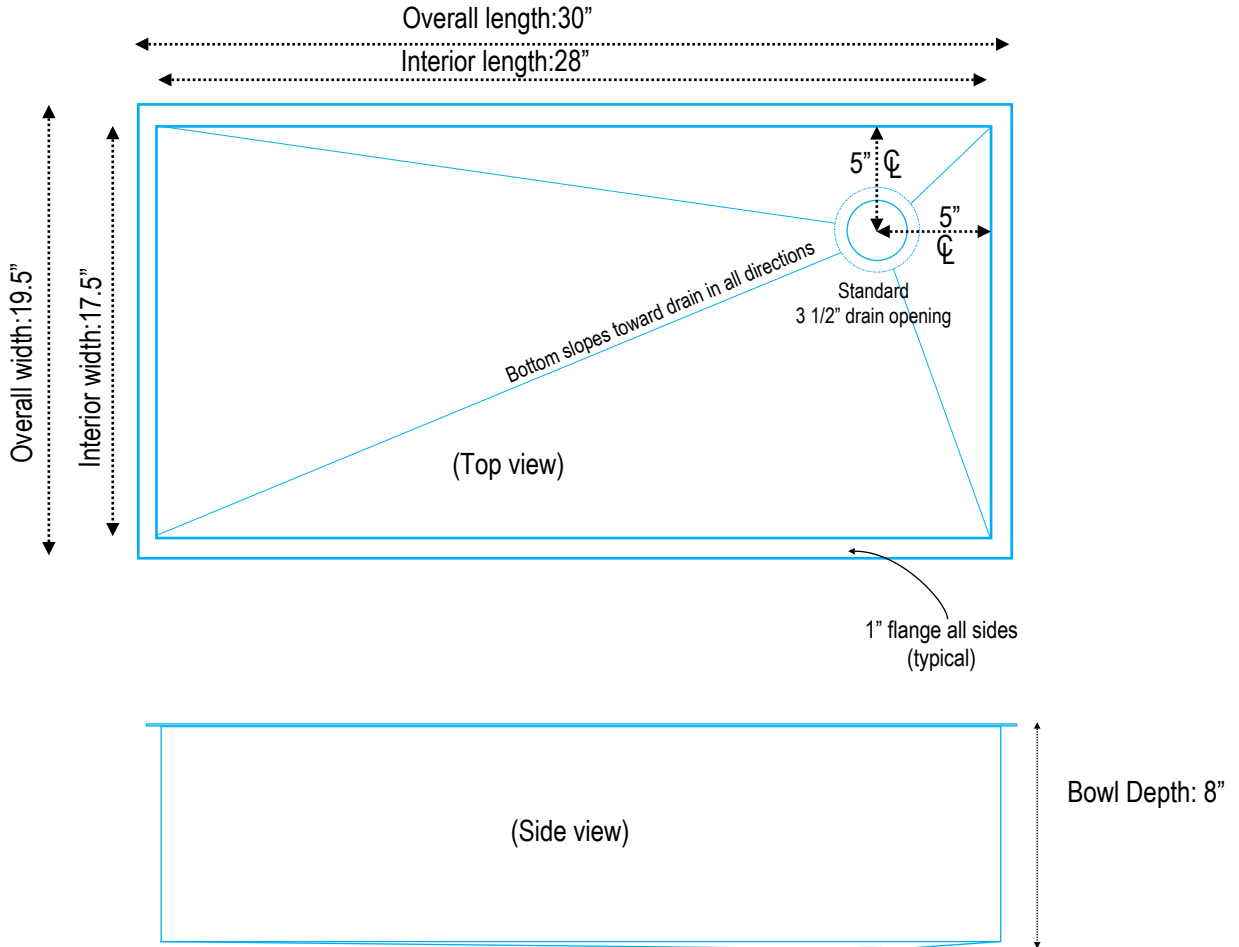 Overall length:30”
Interior length:28”
Overall width:19.5”
Interior width:17.5”
5” ℄
5”
℄
Standard
3 1/2” drain opening
Bottom slopes toward drain in all directions
(Top view)
1” flange all sides
(typical)
(Side view)
Bowl Depth: 8”